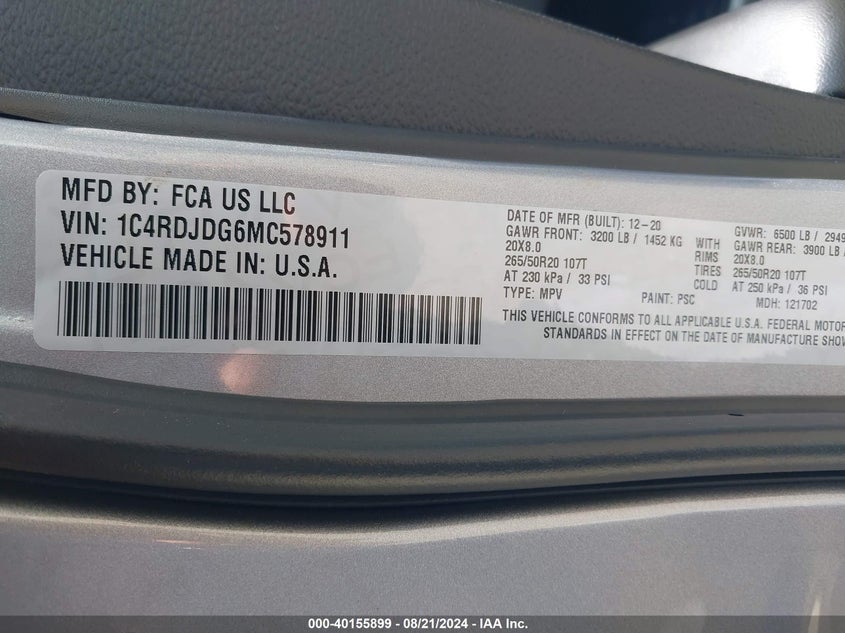 MFD BY: FCA US LLC
VIN: 1C4RDJDG6MC578911
VEHICLE MADE IN: U.S.A.
DATE OF MFR (BUILT): 12-20 GVWR: 6500 LB / 2949
GAWR FRONT: 3200 LB / 1452 KG WITH GAWR REAR: 3900 LB /
20X8.0 RIMS 20X8.0
265/50R20 107T TIRES 265/50R20 107T
AT 230 kPa / 33 PSI COLD AT 250 kPa / 36 PSI
TYPE: MPV PAINT: PSC MDH: 121702
THIS VEHICLE CONFORMS TO ALL APPLICABLE U.S.A. FEDERAL MOTOR
STANDARDS IN EFFECT ON THE DATE OF MANUFACTURE SHOW
000-40155899 - 08/21/2024 - IAA Inc.